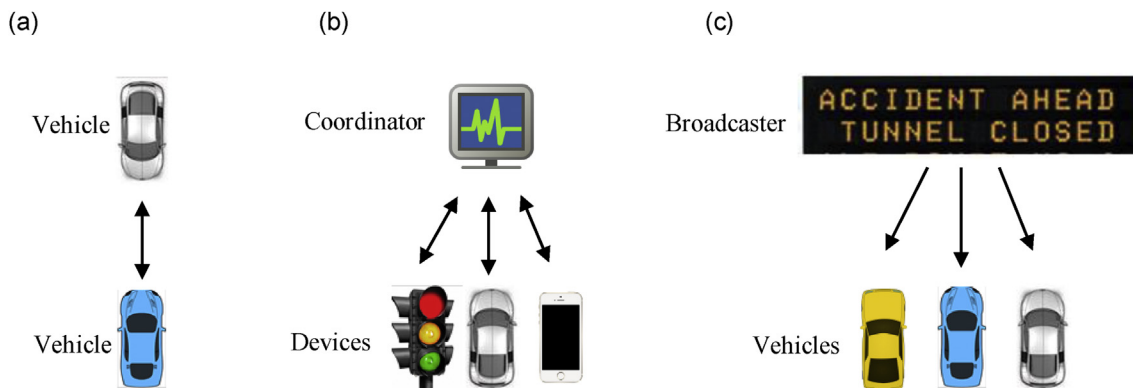 (a)
(b)
(c)
Vehicle
Coordinator
Broadcaster
ACCIDENT AHEAD
TUNNEL CLOSED
Vehicle
Devices
Vehicles